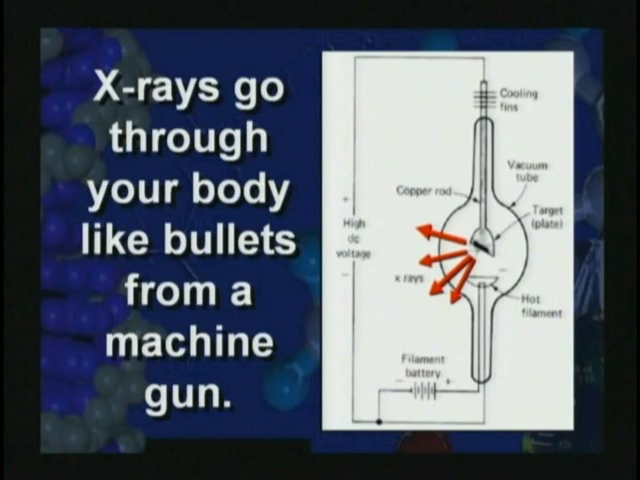 X-rays go
through
your body
like bullets
from a
machine
gun.
Cooling
fins
Vacuum
tube
Copper rod
Target
(plate)
+
High
dc
voltage
−
x rays
−
Hot
filament
Filament
battery
− +